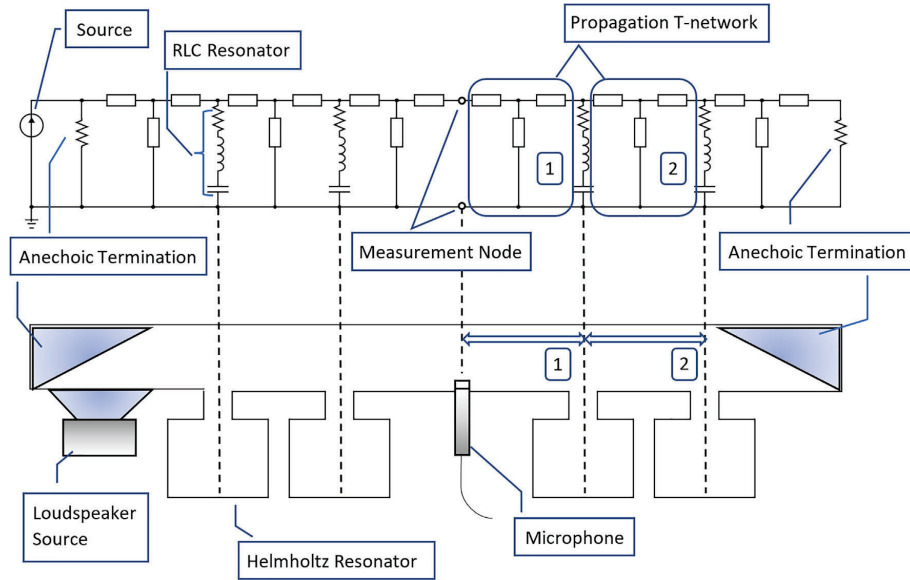 Source
RLC Resonator
Propagation T-network
1
2
Anechoic Termination
Measurement Node
Anechoic Termination
1
2
Loudspeaker
Source
Helmholtz Resonator
Microphone